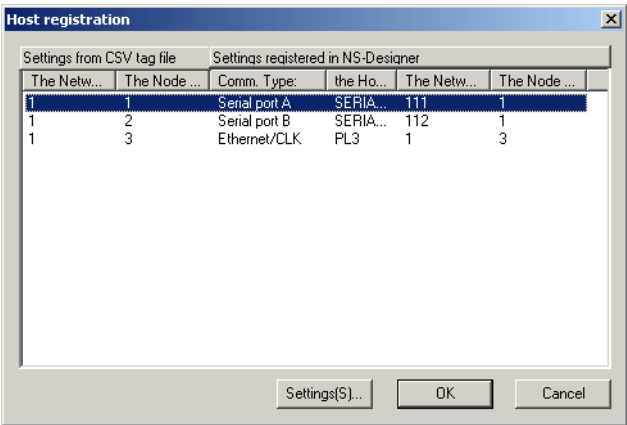 Host registration
Settings from CSV tag file Settings registered in NS-Designer
The Netw... The Node ... Comm. Type: the Ho... The Netw... The Node ...
1 1 Serial port A SERIA... 111 1
1 2 Serial port B SERIA... 112 1
1 3 Ethernet/CLK PL3 1 3
Settings(S)... OK Cancel